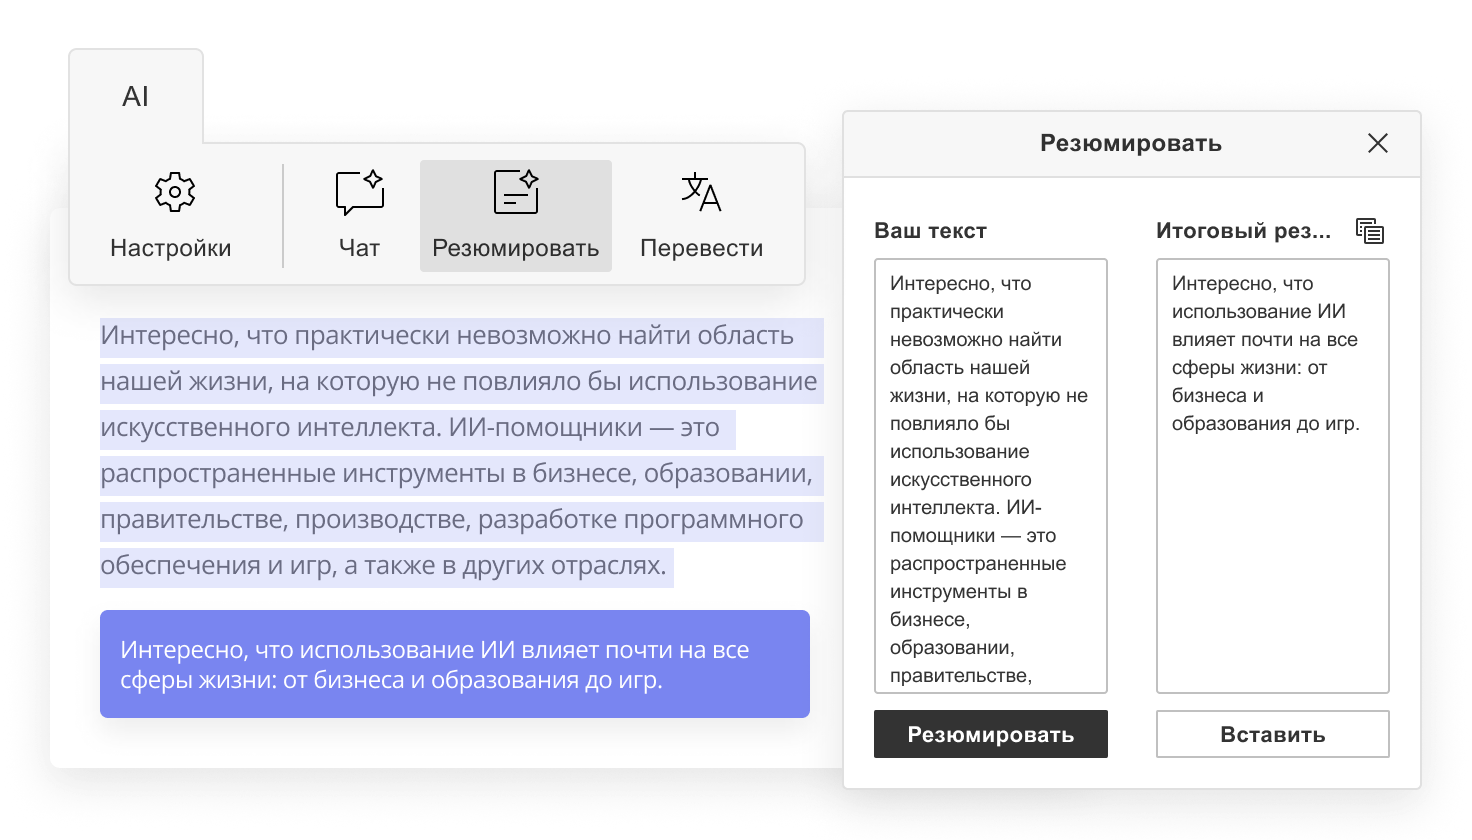 AI
Настройки
Чат
Резюмировать
Перевести
Интересно, что практически невозможно найти область
нашей жизни, на которую не повлияло бы использование
искусственного интеллекта. ИИ-помощники — это
распространенные инструменты в бизнесе, образовании,
правительстве, производстве, разработке программного
обеспечения и игр, а также в других отраслях.
Интересно, что использование ИИ влияет почти на все
сферы жизни: от бизнеса и образования до игр.
Резюмировать
Ваш текст
Интересно, что
практически
невозможно найти
область нашей
жизни, на которую не
повлияло бы
использование
искусственного
интеллекта. ИИ-
помощники — это
распространенные
инструменты в
бизнесе,
образовании,
правительстве,
Резюмировать
Итоговый рез...
Интересно, что
использование ИИ
влияет почти на все
сферы жизни: от
бизнеса и
образования до игр.
Вставить